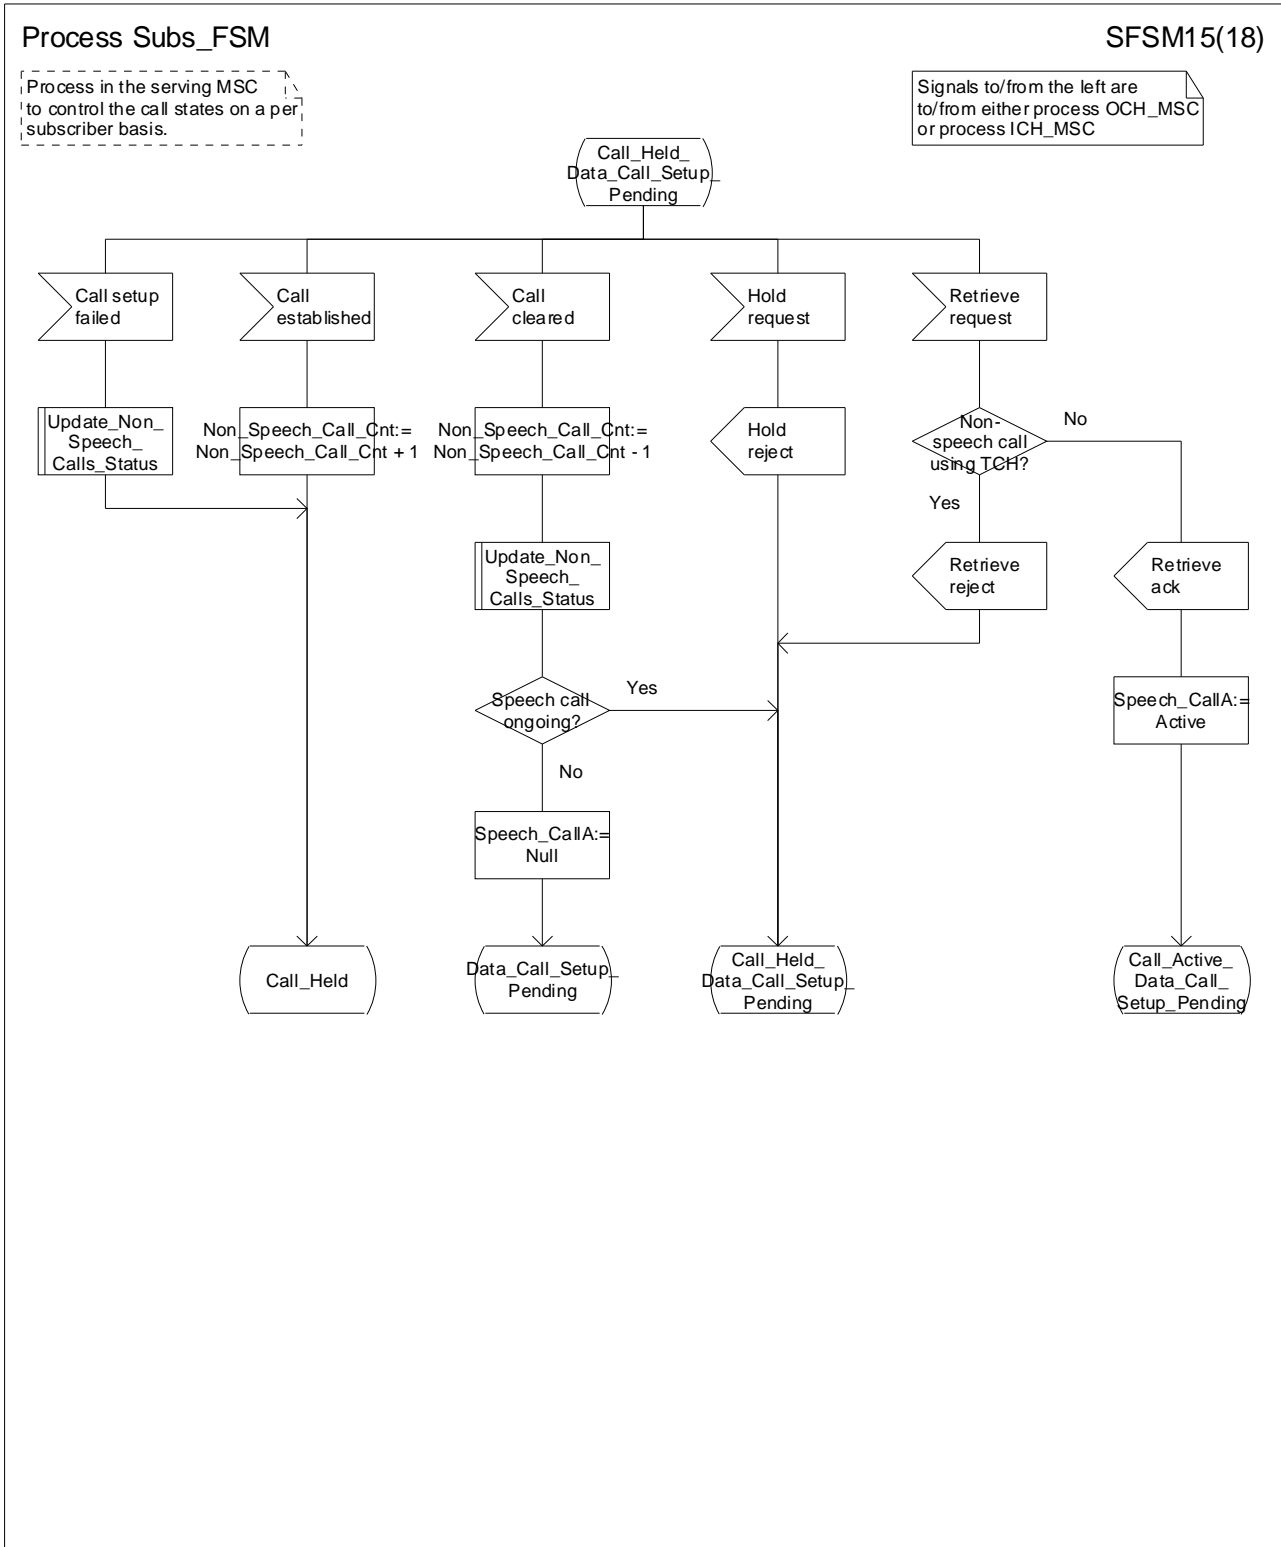 Process Subs_FSM
SFSM15(18)
Process in the serving MSC
to control the call states on a per
subscriber basis.
Signals to/from the left are
to/from either process OCH_MSC
or process ICH_MSC
Call_Held_
Data_Call_Setup_
Pending
Call setup
failed
Call
established
Call
cleared
Hold
request
Retrieve
request
Update_Non_
Speech_
Calls_Status
Non_Speech_Call_Cnt:=
Non_Speech_Call_Cnt + 1
Non_Speech_Call_Cnt:=
Non_Speech_Call_Cnt - 1
Hold
reject
Non-
speech call
using TCH?
No
Yes
Update_Non_
Speech_
Calls_Status
Retrieve
reject
Retrieve
ack
Speech call
ongoing?
Yes
No
Speech_CallA:=
Active
Speech_CallA:=
Null
Call_Held
Data_Call_Setup_
Pending
Call_Held_
Data_Call_Setup_
Pending
Call_Active_
Data_Call_
Setup_Pending